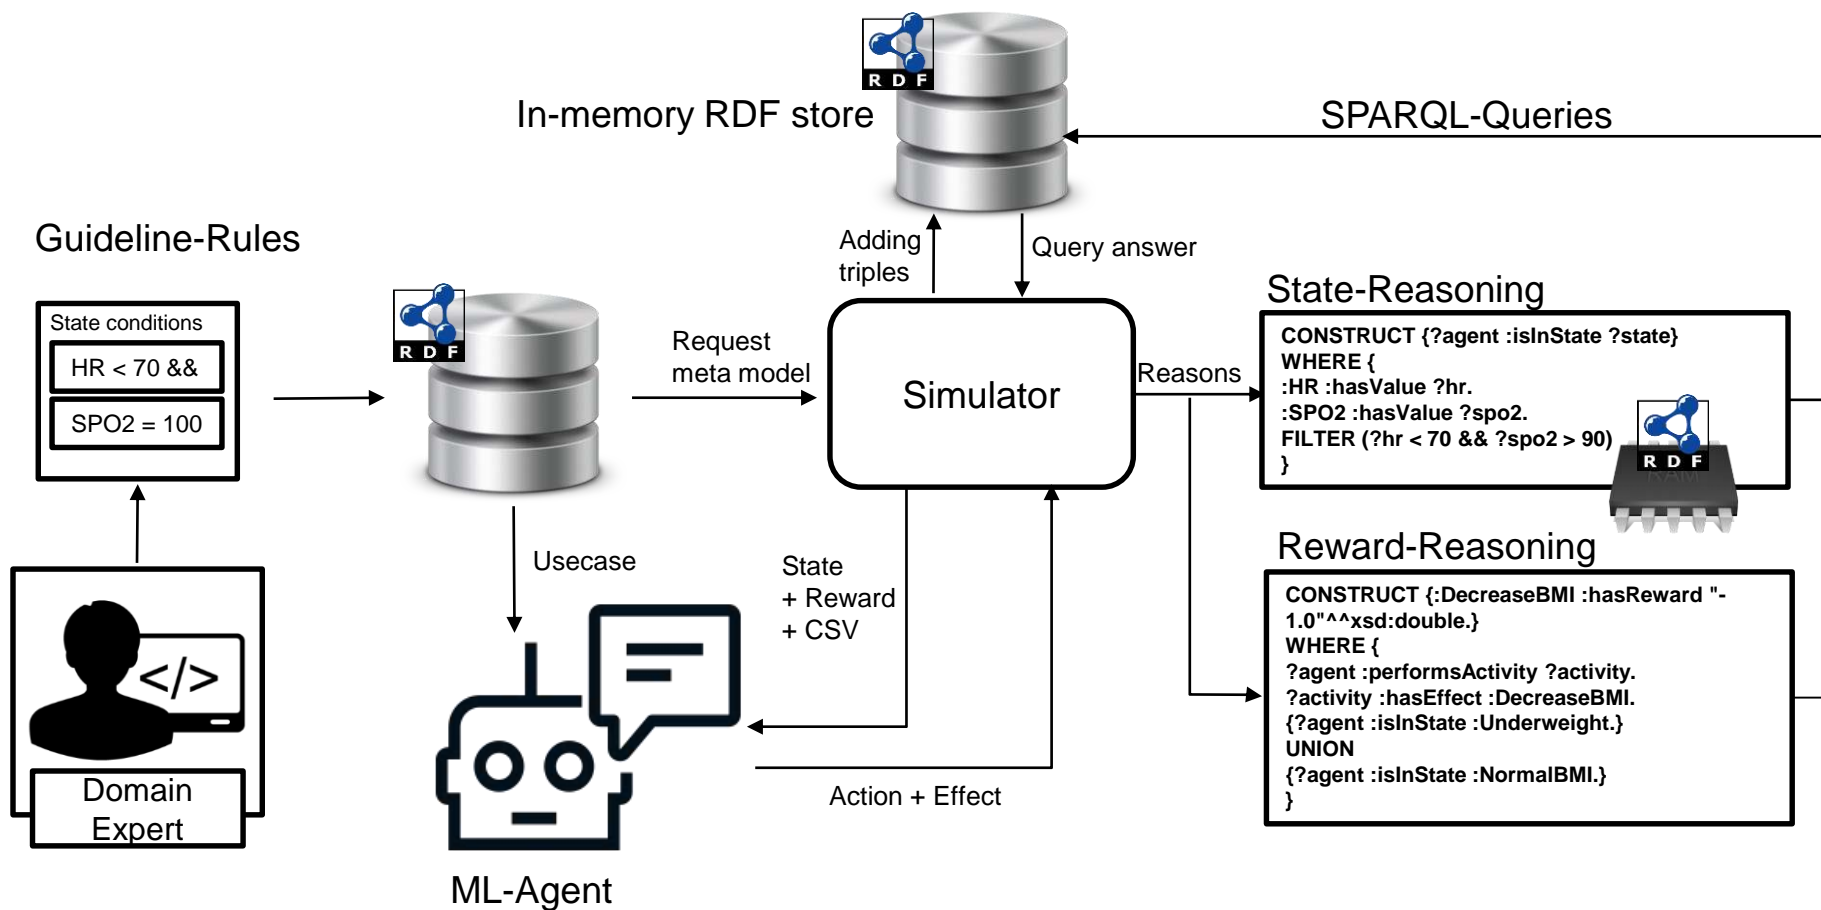 R D F
In-memory RDF store
SPARQL-Queries
Guideline-Rules
Adding
triples
Query answer
State conditions
HR < 70 &&
SPO2 = 100
R D F
Request
meta model
Simulator
Reasons
State-Reasoning
CONSTRUCT {?agent :isInState ?state}
WHERE {
:HR :hasValue ?hr.
:SPO2 :hasValue ?spo2.
FILTER (?hr < 70 && ?spo2 > 90)
}
R D F
RAM
Usecase
State
+ Reward
+ CSV
Reward-Reasoning
CONSTRUCT {:DecreaseBMI :hasReward "-
1.0"^^xsd:double.}
WHERE {
?agent :performsActivity ?activity.
?activity :hasEffect :DecreaseBMI.
{?agent :isInState :Underweight.}
UNION
{?agent :isInState :NormalBMI.}
}
</>
Domain
Expert
Action + Effect
ML-Agent